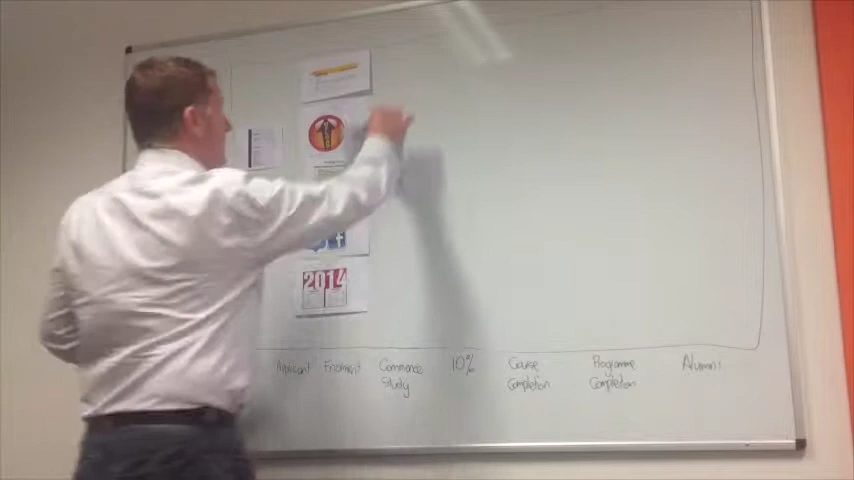 2014
Applicant Enrolment Commence 10% Course Programme Alumni
Study Completion Completion